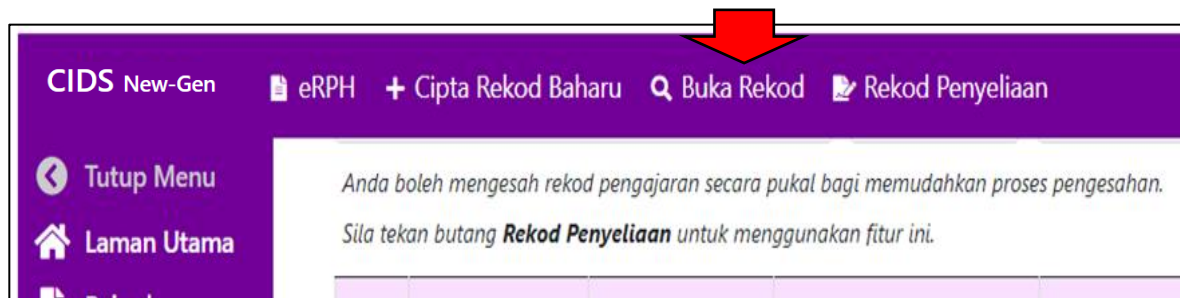 CIDS New-Gen eRPH + Cipta Rekod Baharu Buka Rekod Rekod Penyeliaan
Tutup Menu
Anda boleh mengesah rekod pengajaran secara pukal bagi memudahkan proses pengesahan.
Laman Utama
Sila tekan butang Rekod Penyeliaan untuk menggunakan fitur ini.